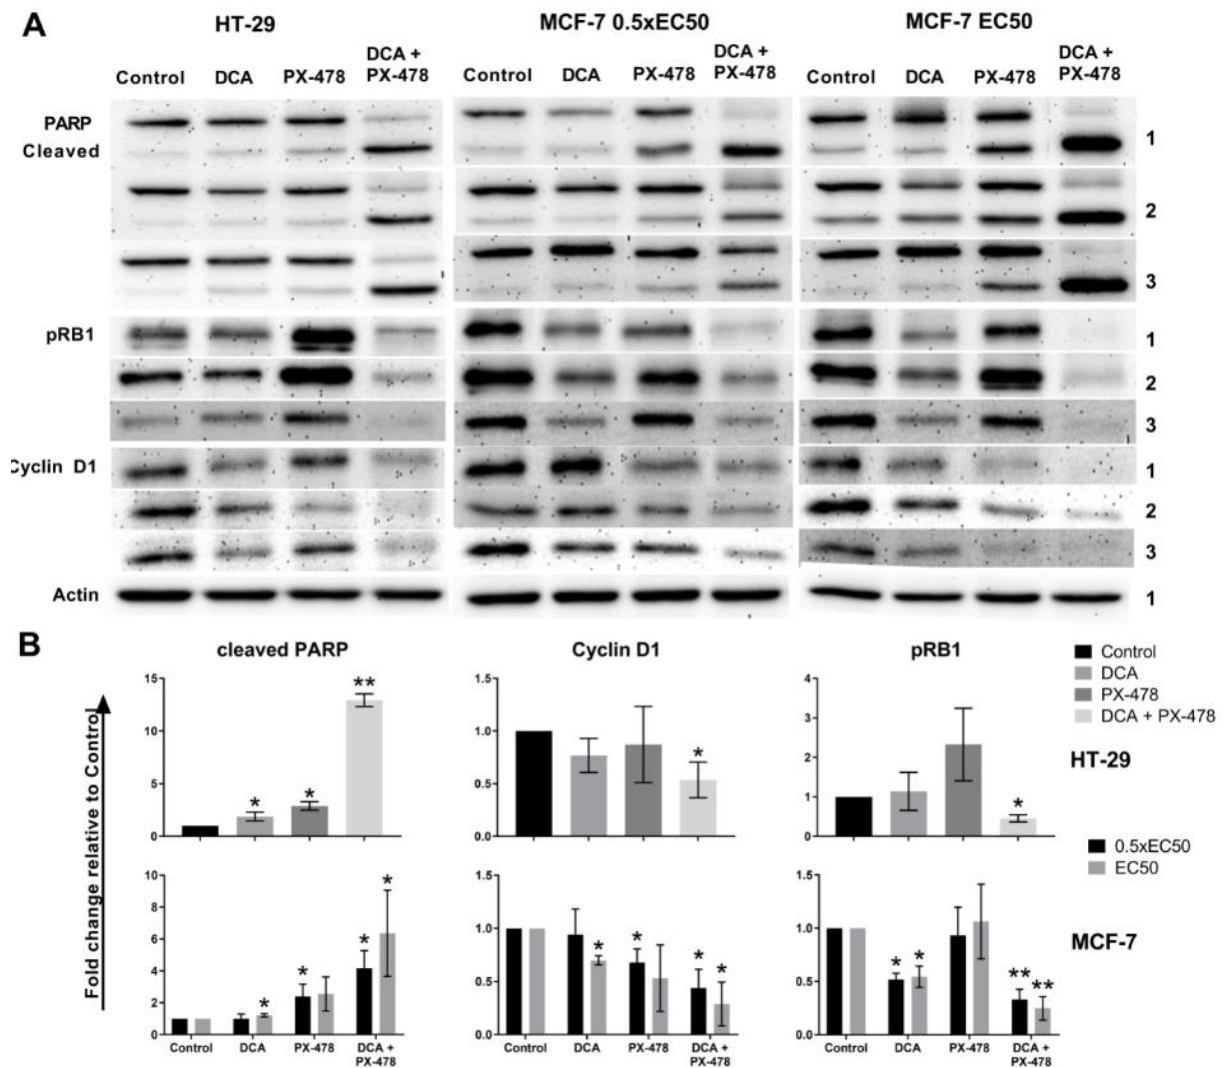 A
HT-29
MCF-7 0.5xEC50
MCF-7 EC50
Control DCA PX-478 DCA + PX-478
Control DCA PX-478 DCA + PX-478
Control DCA PX-478 DCA + PX-478
PARP
Cleaved
1
2
3
pRB1
1
2
3
Cyclin D1
1
2
3
Actin
1
B
cleaved PARP
Cyclin D1
pRB1
Control
DCA
PX-478
DCA + PX-478
HT-29
Fold change relative to Control
15
10
5
0
* * **
1.5
1.0
0.5
0.0
*
4
3
2
1
0
*
0.5xEC50
EC50
MCF-7
10
8
6
4
2
0
* * * *
Control DCA PX-478 DCA + PX-478
1.5
1.0
0.5
0.0
* * * *
Control DCA PX-478 DCA + PX-478
1.5
1.0
0.5
0.0
* * ** **
Control DCA PX-478 DCA + PX-478